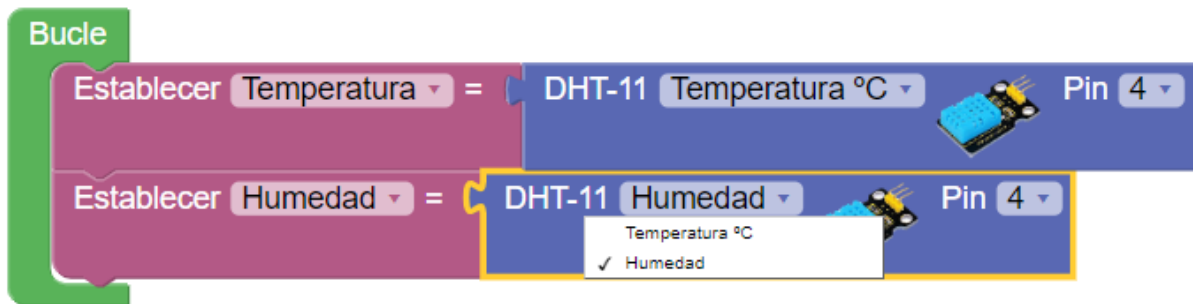 Bucle
Establecer Temperatura = DHT-11 Temperatura ºC Pin 4
Establecer Humedad = DHT-11 Humedad Pin 4
Temperatura ºC
✓ Humedad